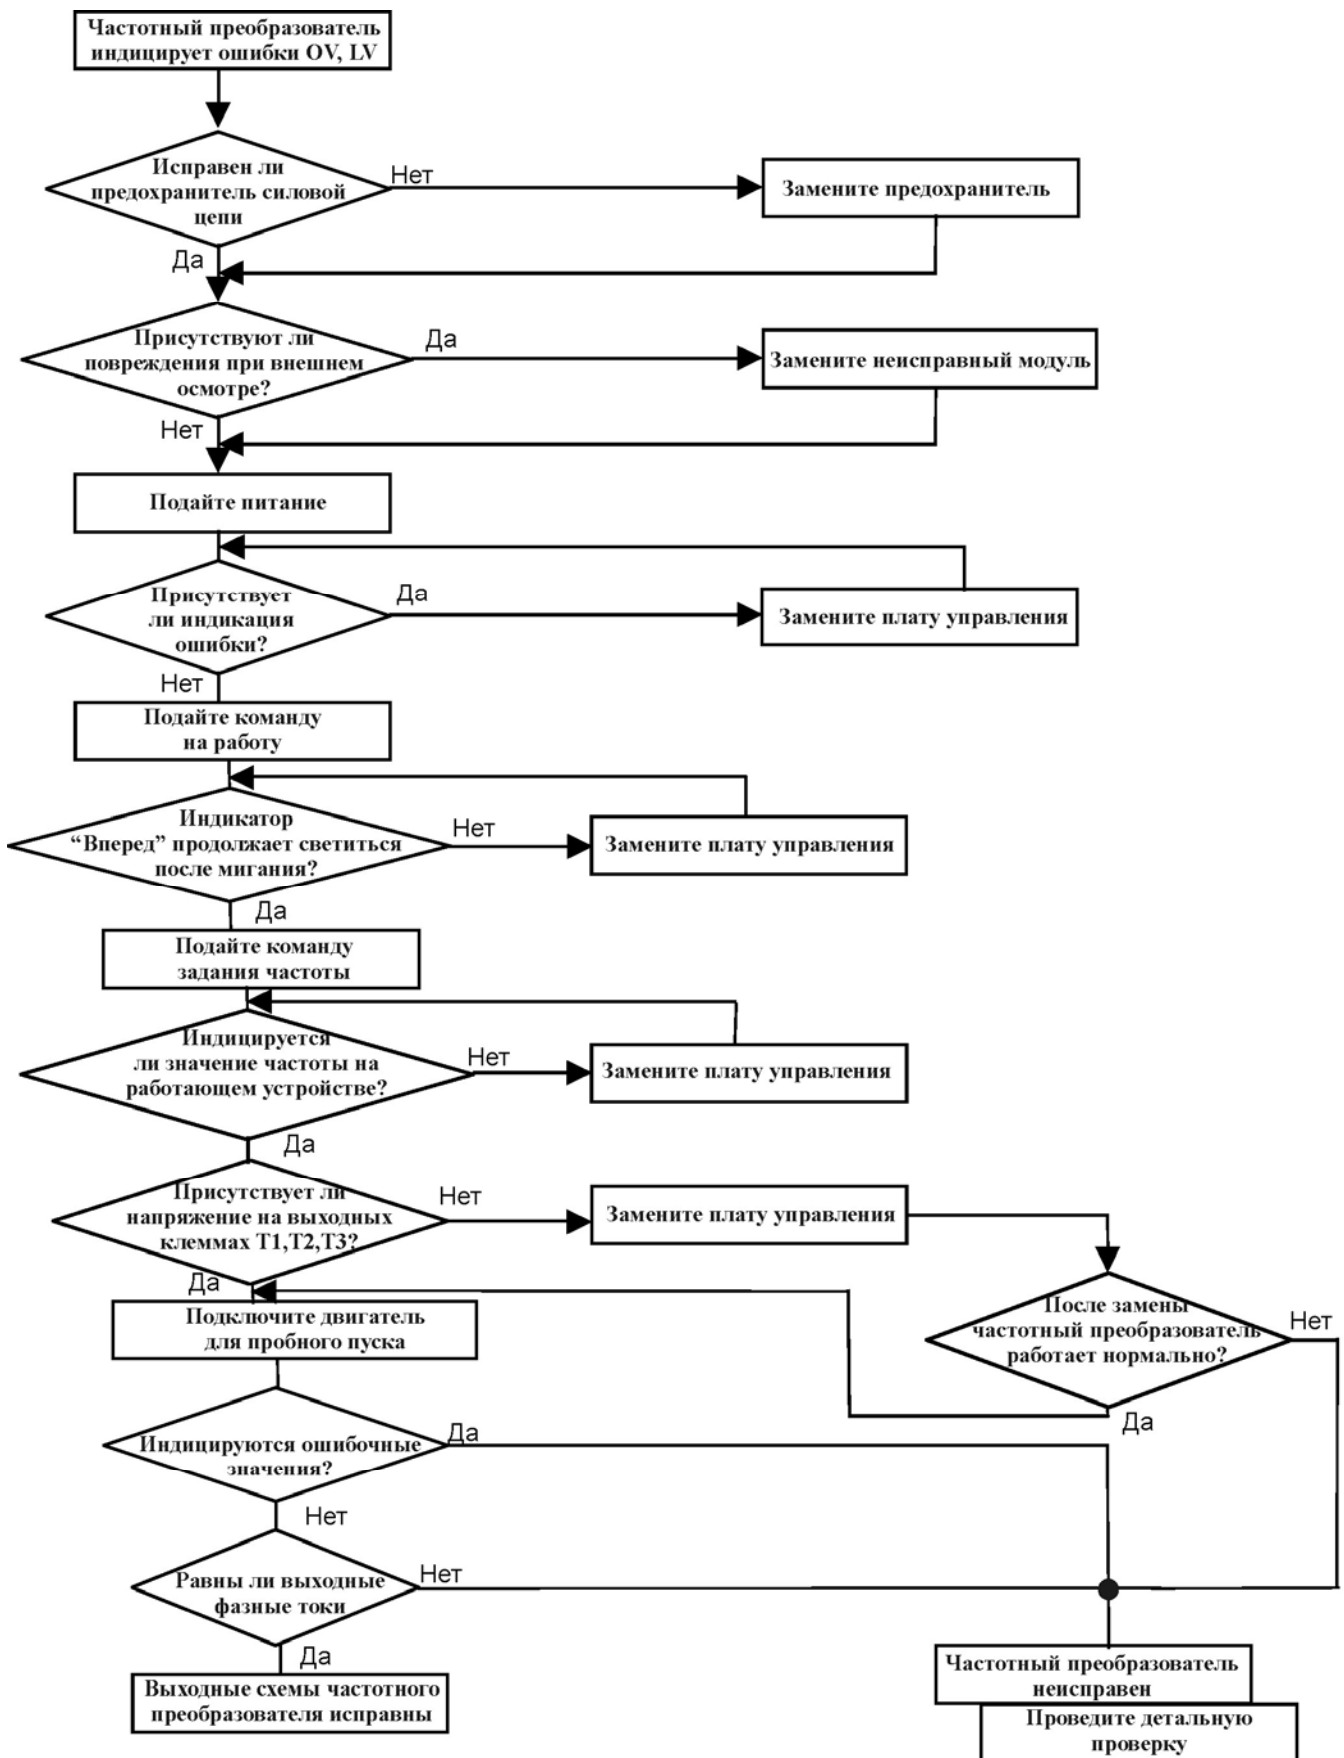 Частотный преобразователь
индицирует ошибки OV, LV
Исправен ли
предохранитель силовой
цепи
Нет
Замените предохранитель
Да
Присутствуют ли
повреждения при внешнем
осмотре?
Да
Замените неисправный модуль
Нет
Подайте питание
Присутствует
ли индикация
ошибки?
Да
Замените плату управления
Нет
Подайте команду
на работу
Индикатор
“Вперед” продолжает светиться
после мигания?
Нет
Замените плату управления
Да
Подайте команду
задания частоты
Индицируется
ли значение частоты на
работающем устройстве?
Нет
Замените плату управления
Да
Присутствует ли
напряжение на выходных
клеммах T1,T2,T3?
Нет
Замените плату управления
Да
После замены
частотный преобразователь
работает нормально?
Нет
Да
Подключите двигатель
для пробного пуска
Индицируются ошибочные
значения?
Да
Нет
Равны ли выходные
фазные токи
Нет
Да
Выходные схемы частотного
преобразователя исправны
Частотный преобразователь
неисправен
Проведите детальную
проверку